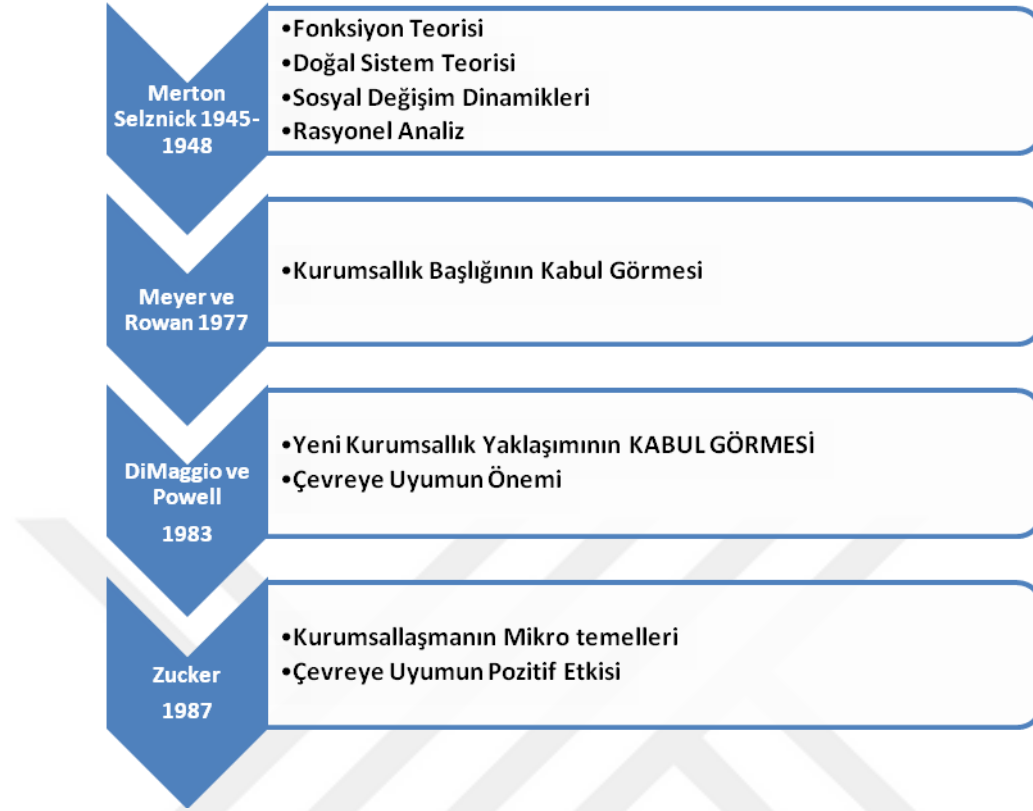 Merton
Selznick 1945-
1948
•Fonksiyon Teorisi
•Doğal Sistem Teorisi
•Sosyal Değişim Dinamikleri
•Rasyonel Analiz
Meyer ve
Rowan 1977
•Kurumsallık Başlığının Kabul Görmesi
DiMaggio ve
Powell
1983
•Yeni Kurumsallık Yaklaşımının KABUL GÖRMESİ
•Çevreye Uyumun Önemi
Zucker
1987
•Kurumsallaşmanın Mikro temelleri
•Çevreye Uyumun Pozitif Etkisi